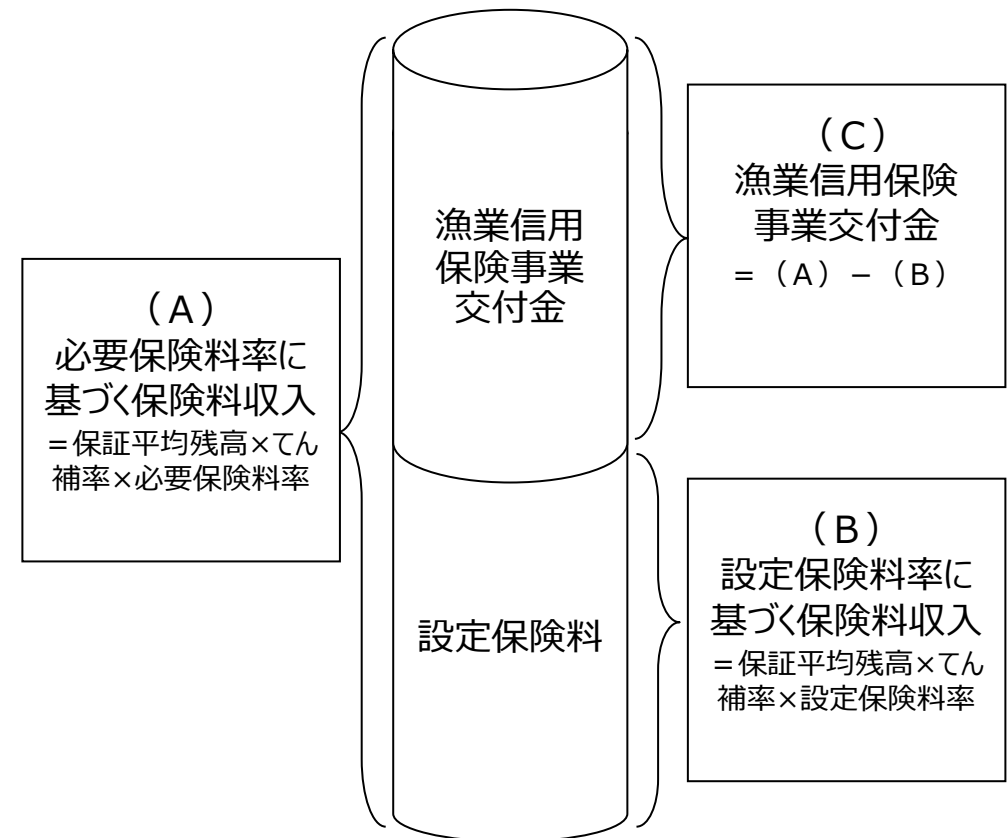 （A）
必要保険料率に
基づく保険料収入
＝保証平均残高×てん
補率×必要保険料率
漁業信用
保険事業
交付金
設定保険料
（C）
漁業信用保険
事業交付金
＝（A）－（B）
（B）
設定保険料率に
基づく保険料収入
＝保証平均残高×てん
補率×設定保険料率